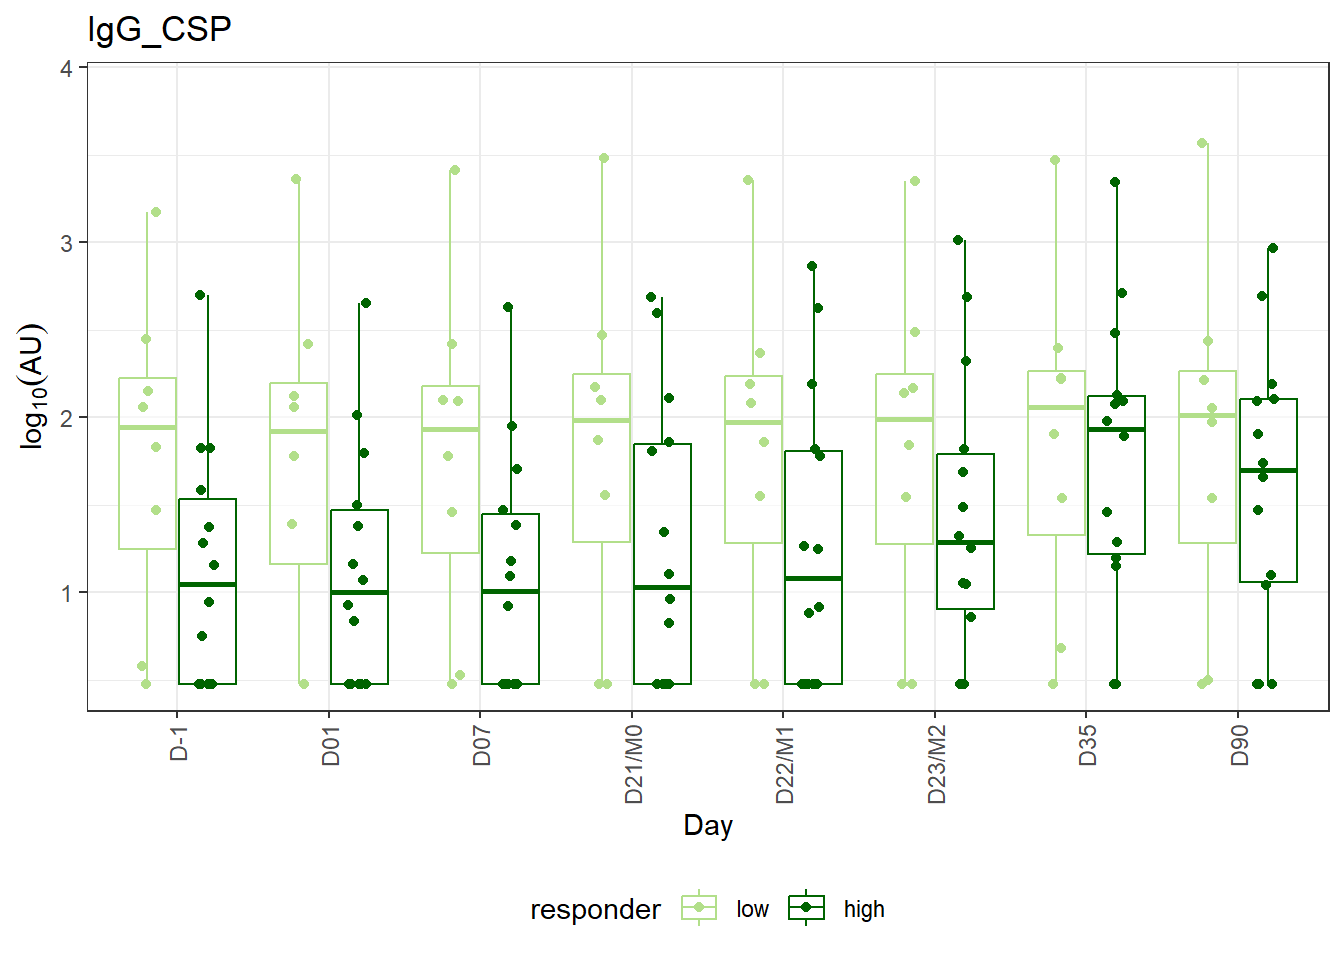 IgG_CSP
4
3
2
1
log₁₀(AU)
D-1
D01
D07
D21/M0
D22/M1
D23/M2
D35
D90
Day
responder low high